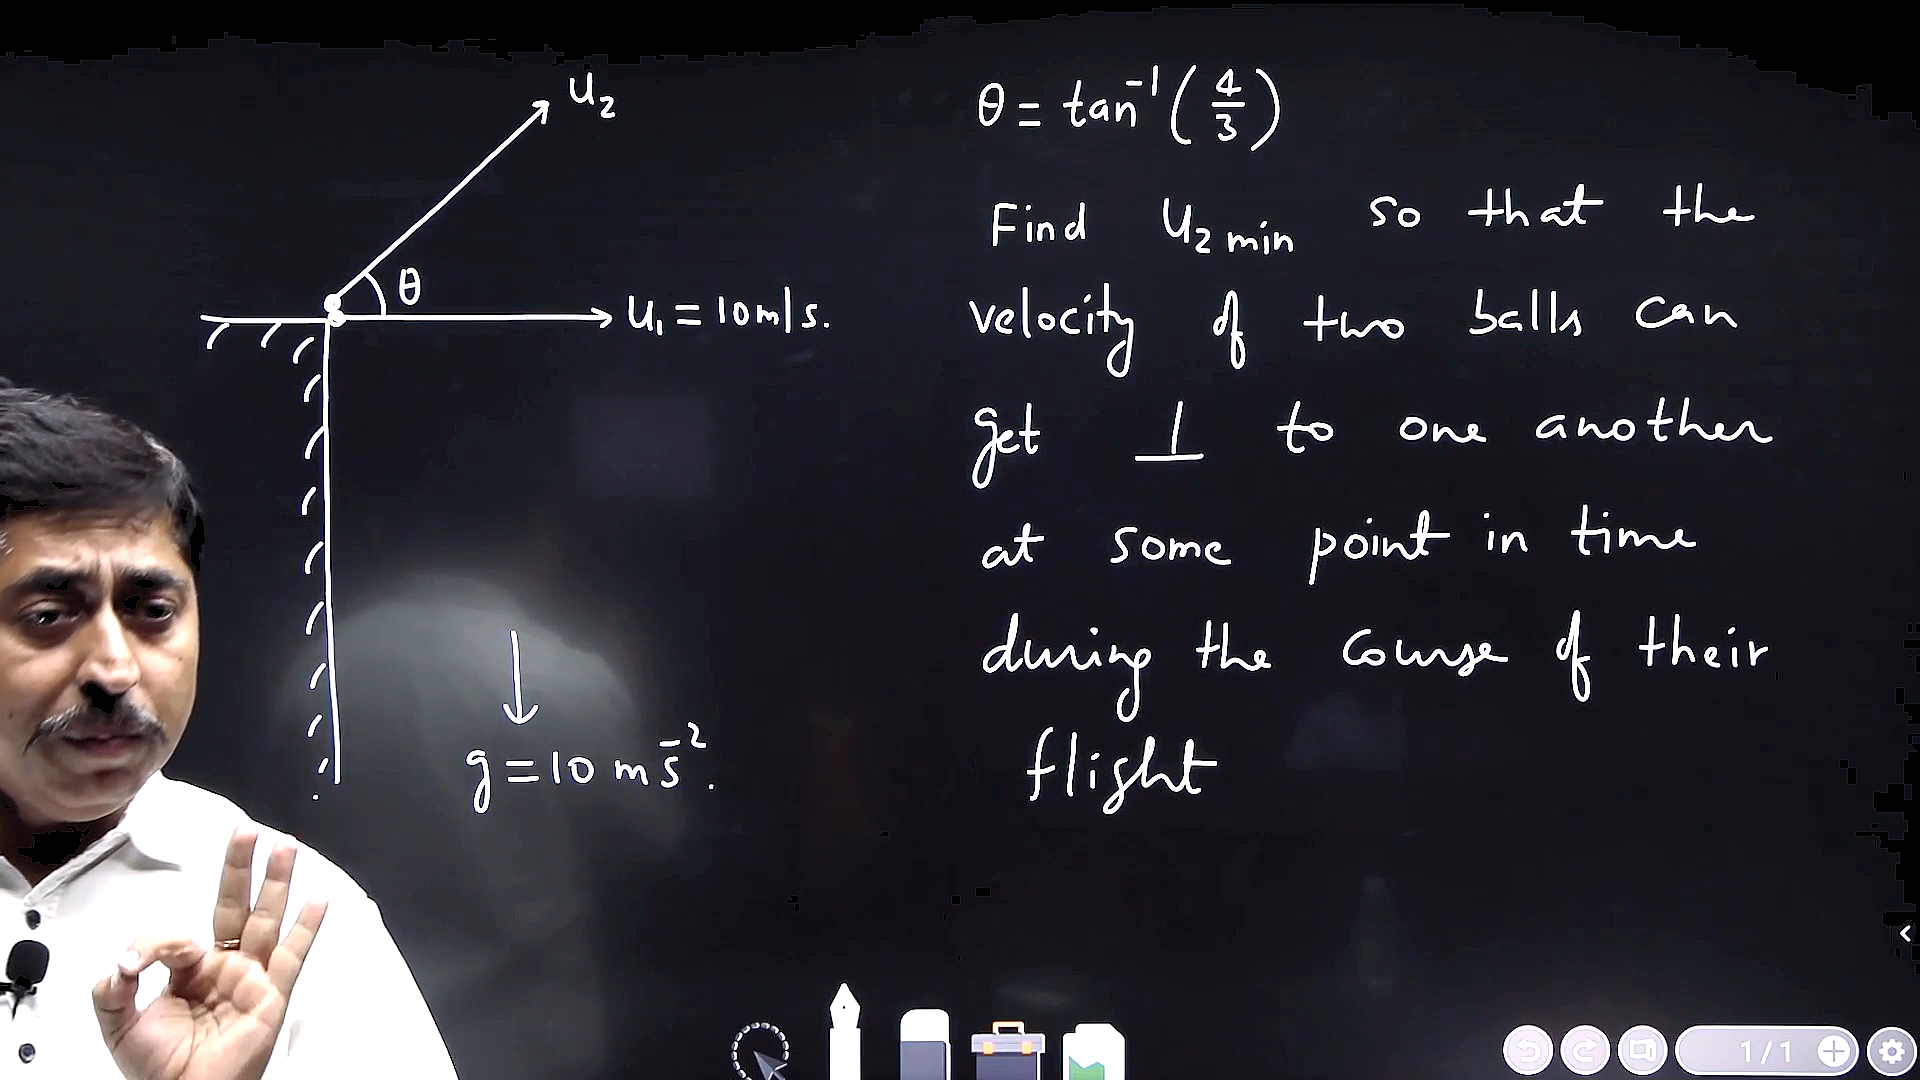 u₂
θ
u₁ = 10 m/s.
g = 10 m s⁻².
θ = tan⁻¹(4/3)
Find u₂ min so that the
velocity of two balls can
get ⊥ to one another
at some point in time
during the course of their
flight
1/1